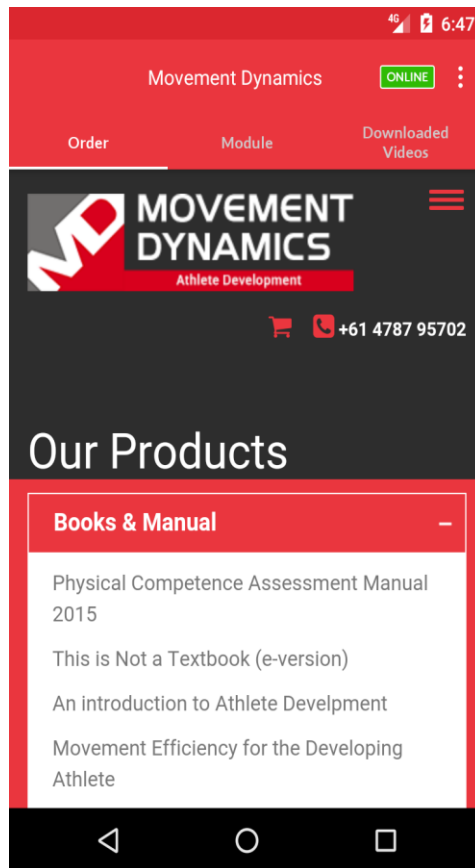 4G 6:47
Movement Dynamics ONLINE
Order Module Downloaded
Videos
MOVEMENT
DYNAMICS
Athlete Development
+61 4787 95702
Our Products
Books & Manual
Physical Competence Assessment Manual
2015
This is Not a Textbook (e-version)
An introduction to Athlete Develpment
Movement Efficiency for the Developing
Athlete